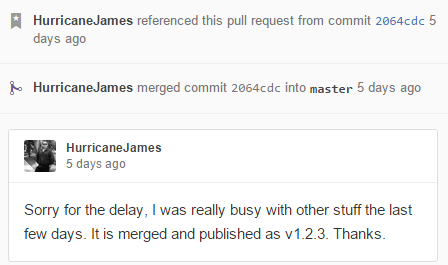 HurricaneJames referenced this pull request from commit 2064cdc 5
days ago
HurricaneJames merged commit 2064cdc into master 5 days ago
HurricaneJames
5 days ago
Sorry for the delay, I was really busy with other stuff the last
few days. It is merged and published as v1.2.3. Thanks.